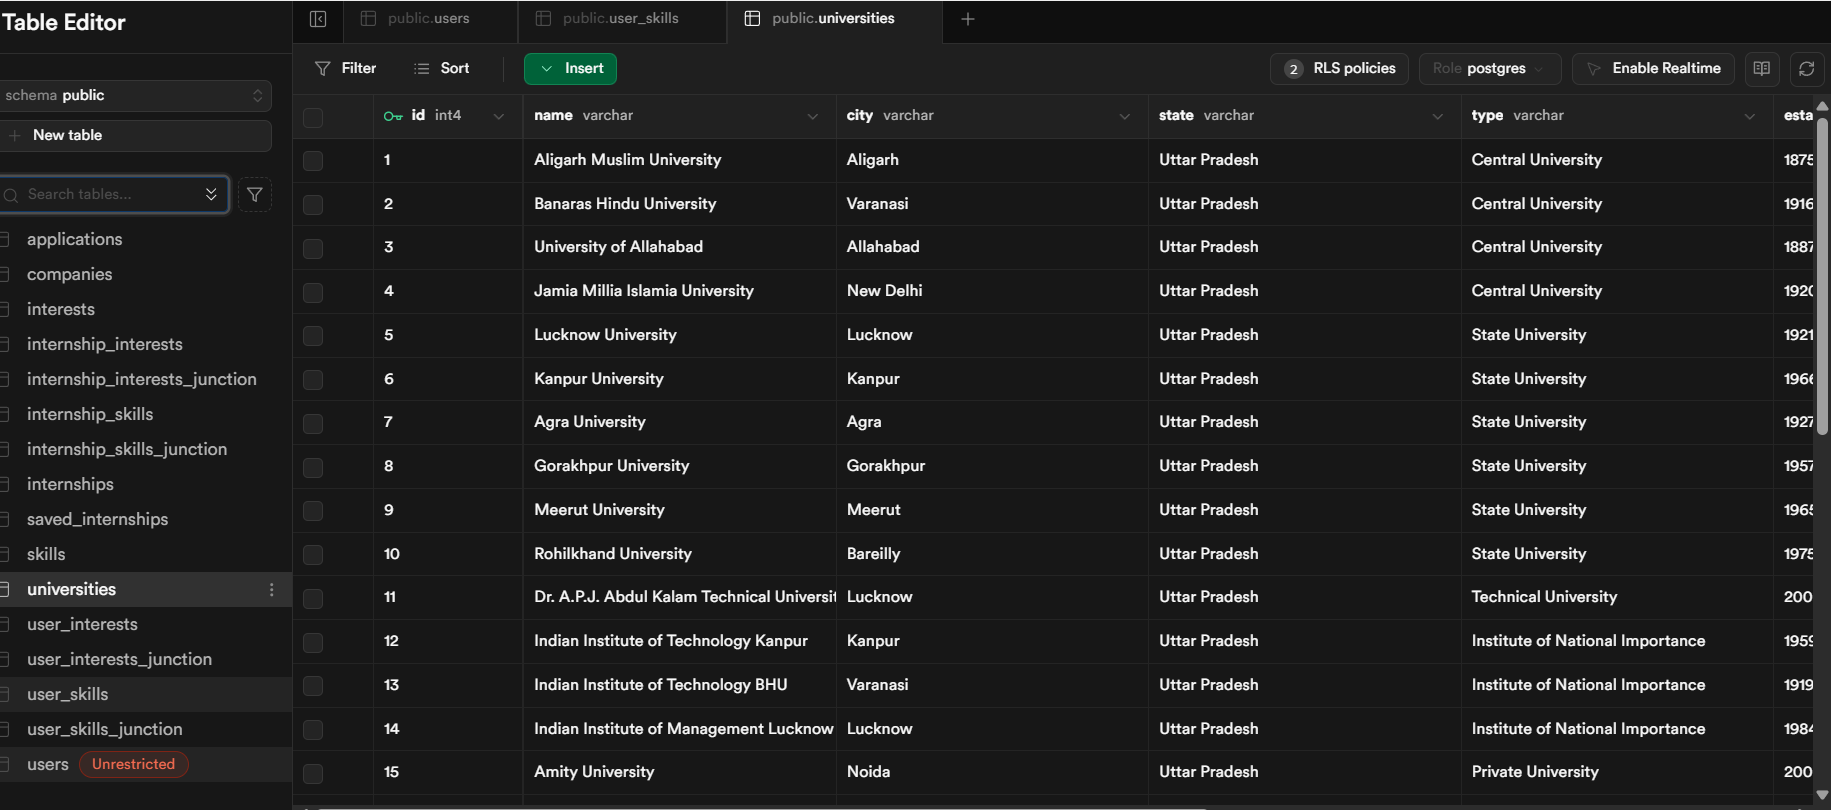 Table Editor
public.users
public.user_skills
public.universities
Filter
Sort
Insert
2 RLS policies
Role postgres
Enable Realtime
schema public
New table
Search tables...
applications
companies
interests
internship_interests
internship_interests_junction
internship_skills
internship_skills_junction
internships
saved_internships
skills
universities
user_interests
user_interests_junction
user_skills
user_skills_junction
users Unrestricted
id int4 name varchar city varchar state varchar type varchar esta
1 Aligarh Muslim University Aligarh Uttar Pradesh Central University 1875
2 Banaras Hindu University Varanasi Uttar Pradesh Central University 1916
3 University of Allahabad Allahabad Uttar Pradesh Central University 1887
4 Jamia Millia Islamia University New Delhi Uttar Pradesh Central University 1920
5 Lucknow University Lucknow Uttar Pradesh State University 1921
6 Kanpur University Kanpur Uttar Pradesh State University 1966
7 Agra University Agra Uttar Pradesh State University 1927
8 Gorakhpur University Gorakhpur Uttar Pradesh State University 1957
9 Meerut University Meerut Uttar Pradesh State University 1965
10 Rohilkhand University Bareilly Uttar Pradesh State University 1975
11 Dr. A.P.J. Abdul Kalam Technical Universit Lucknow Uttar Pradesh Technical University 200
12 Indian Institute of Technology Kanpur Kanpur Uttar Pradesh Institute of National Importance 1959
13 Indian Institute of Technology BHU Varanasi Uttar Pradesh Institute of National Importance 1919
14 Indian Institute of Management Lucknow Lucknow Uttar Pradesh Institute of National Importance 1984
15 Amity University Noida Uttar Pradesh Private University 200